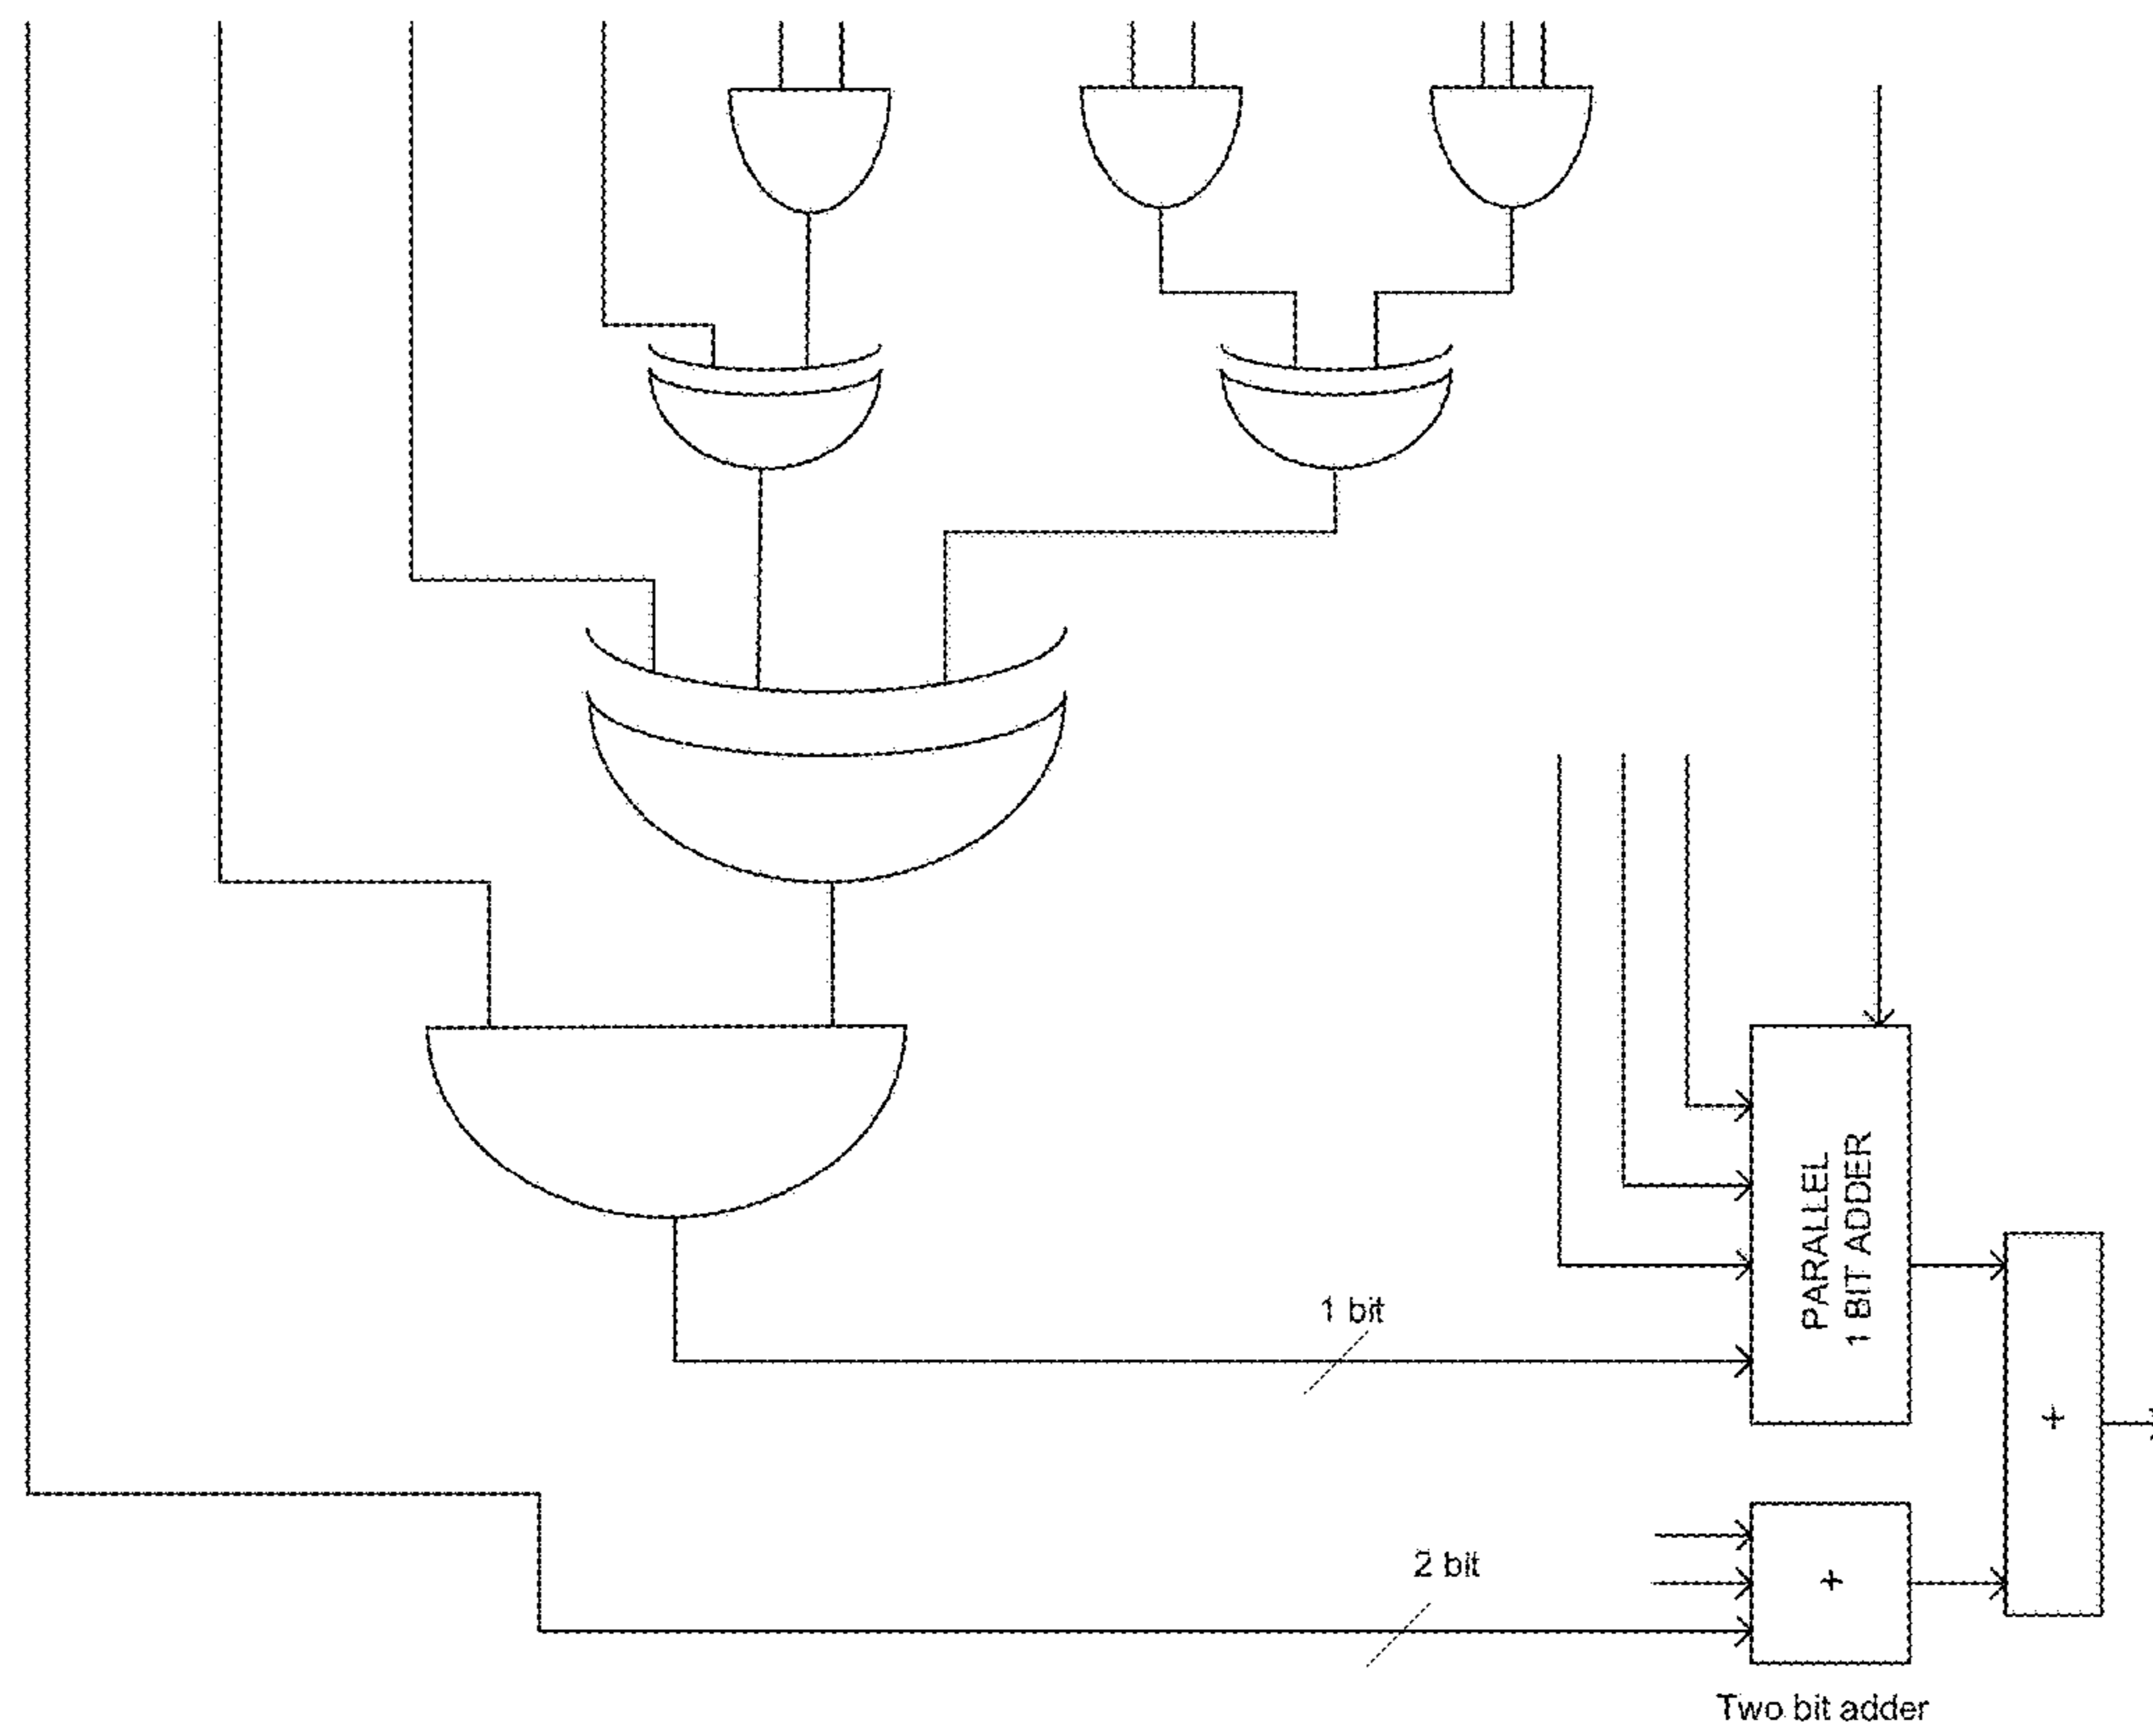 1 bit
PARALLEL
1 BIT ADDER
+
2 bit
+
Two bit adder